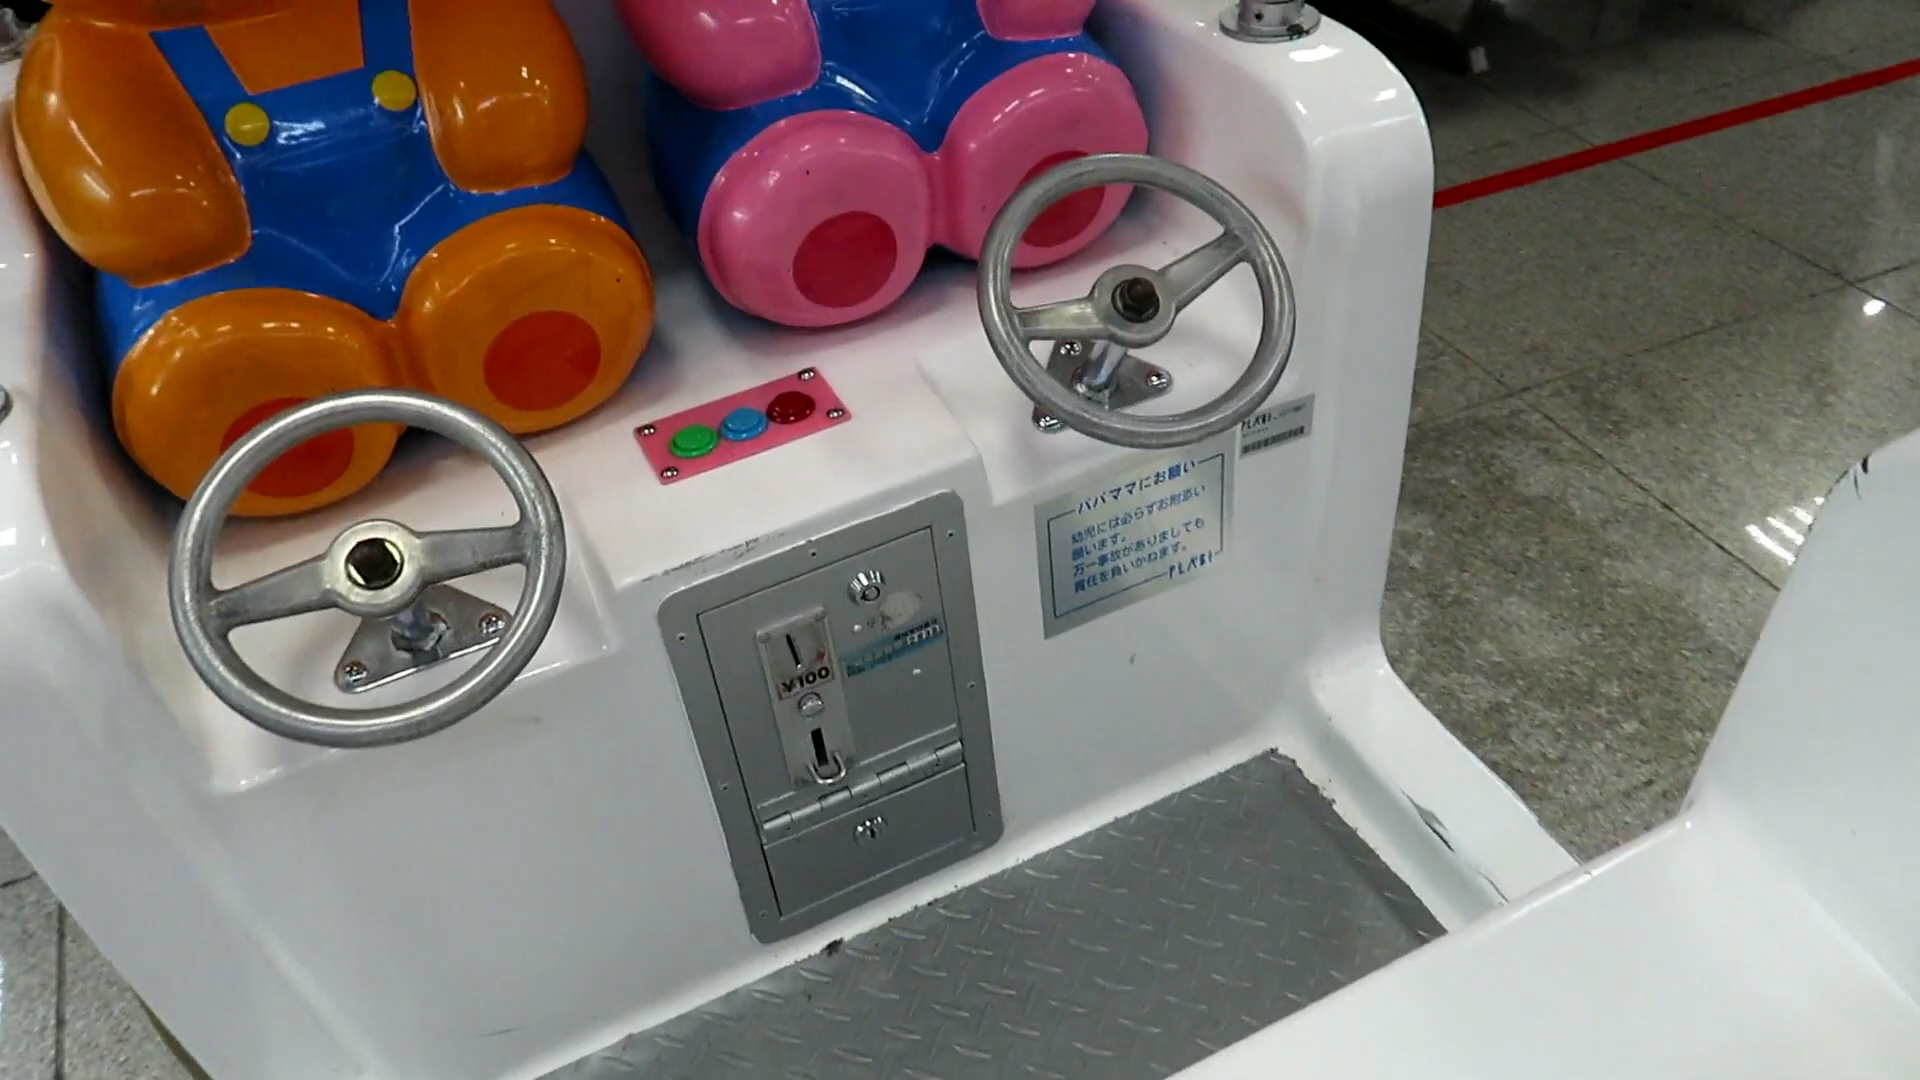 PLABI
パパママにお願い
幼児には必らずお附添い
願います。
万一事故がありましても
責任を負いかねます。
PLABI
¥100